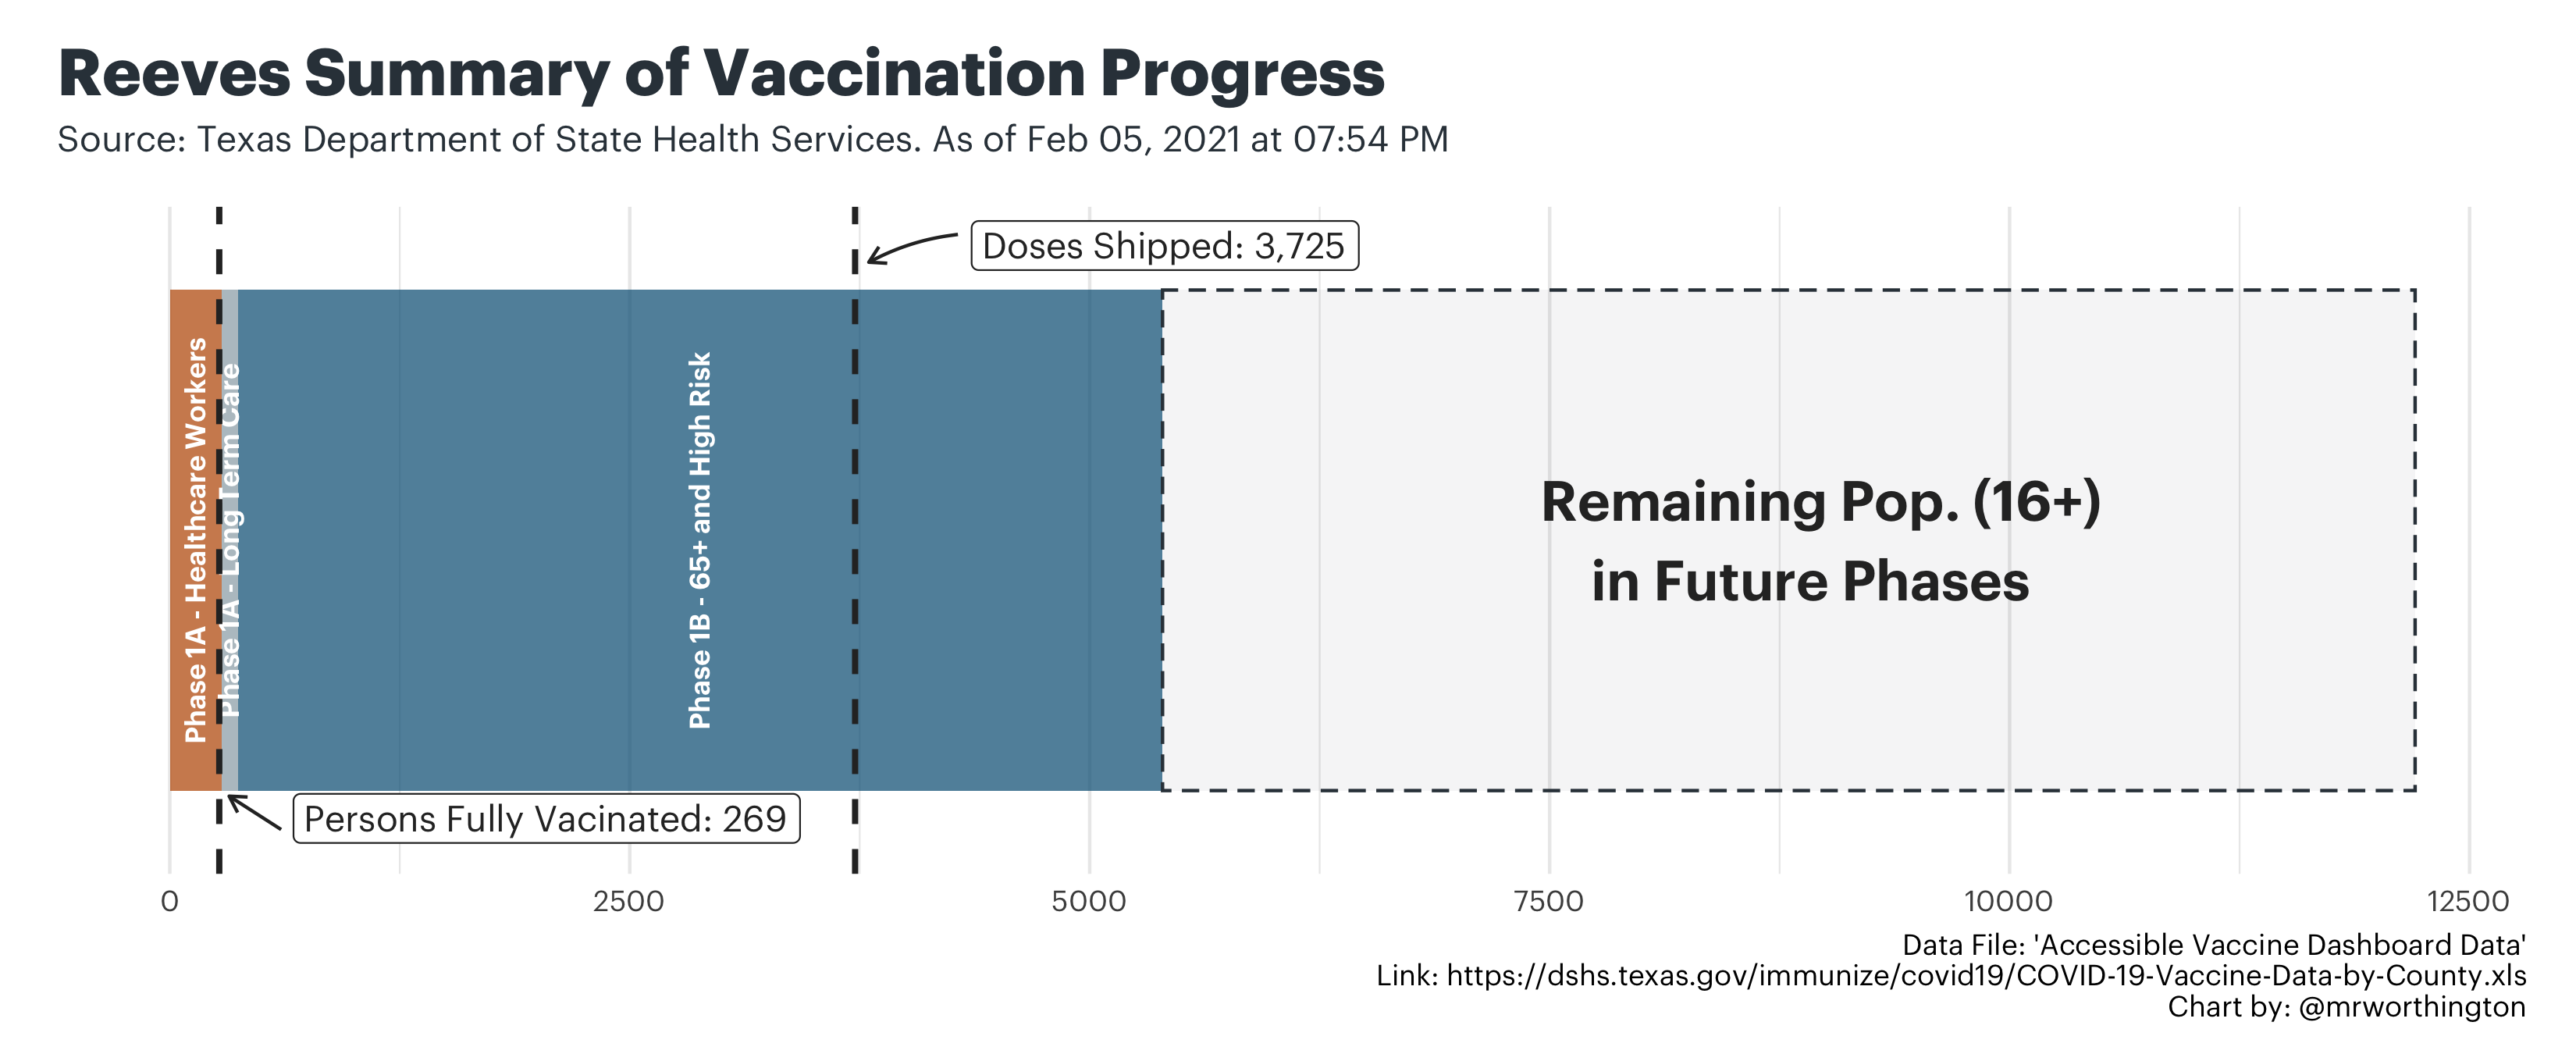 Reeves Summary of Vaccination Progress
Source: Texas Department of State Health Services. As of Feb 05, 2021 at 07:54 PM
Doses Shipped: 3,725
Phase 1A - Healthcare Workers
Phase 1A - Long Term Care
Phase 1B - 65+ and High Risk
Remaining Pop. (16+)
in Future Phases
Persons Fully Vacinated: 269
0 2500 5000 7500 10000 12500
Data File: 'Accessible Vaccine Dashboard Data'
Link: https://dshs.texas.gov/immunize/covid19/COVID-19-Vaccine-Data-by-County.xls
Chart by: @mrworthington